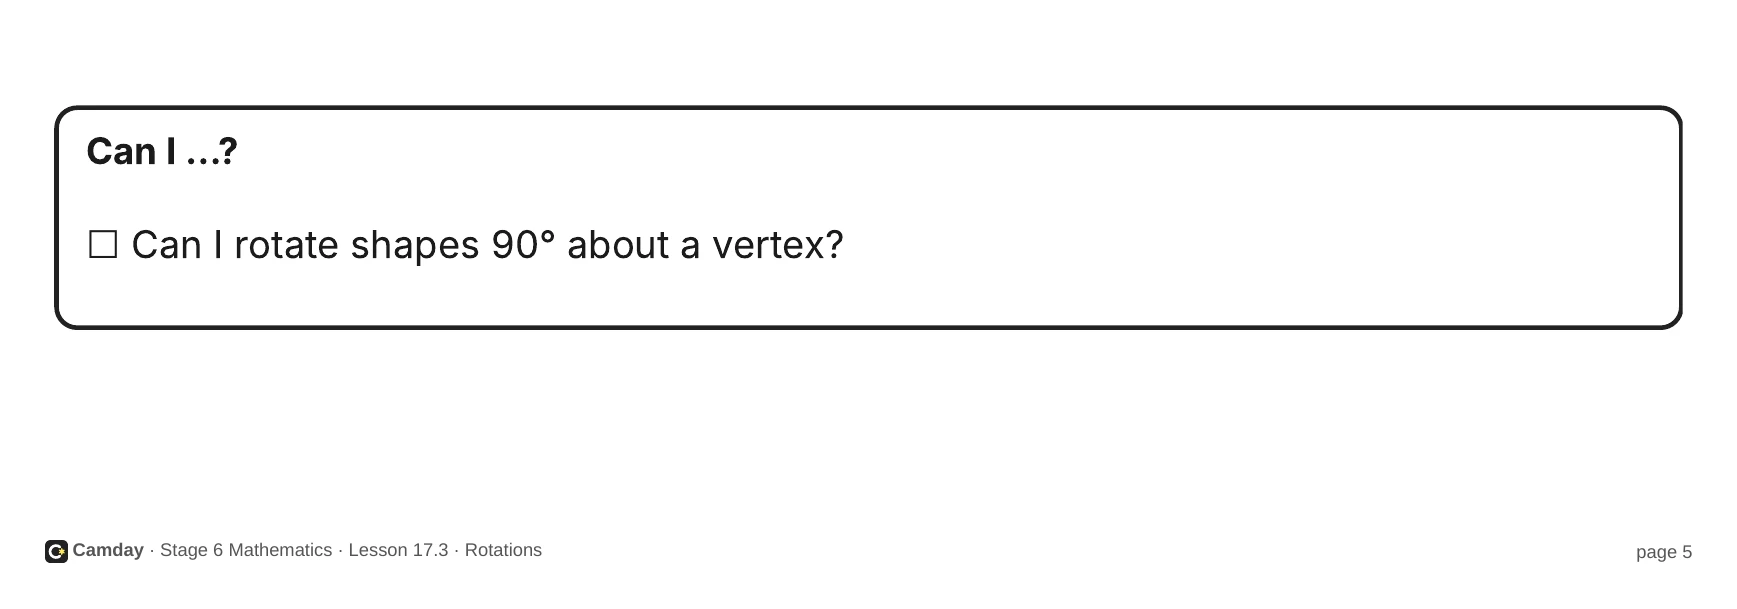 Can I ...?
☐ Can I rotate shapes 90° about a vertex?
Camday · Stage 6 Mathematics · Lesson 17.3 · Rotations
page 5